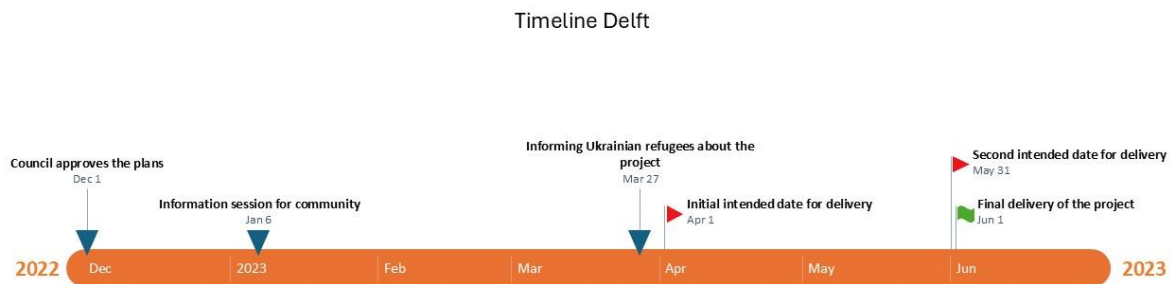 Timeline Delft
Council approves the plans
Dec 1
Information session for community
Jan 6
Informing Ukrainian refugees about the
project
Mar 27
Initial intended date for delivery
Apr 1
Second intended date for delivery
May 31
Final delivery of the project
Jun 1
2022 Dec 2023 Feb Mar Apr May Jun 2023